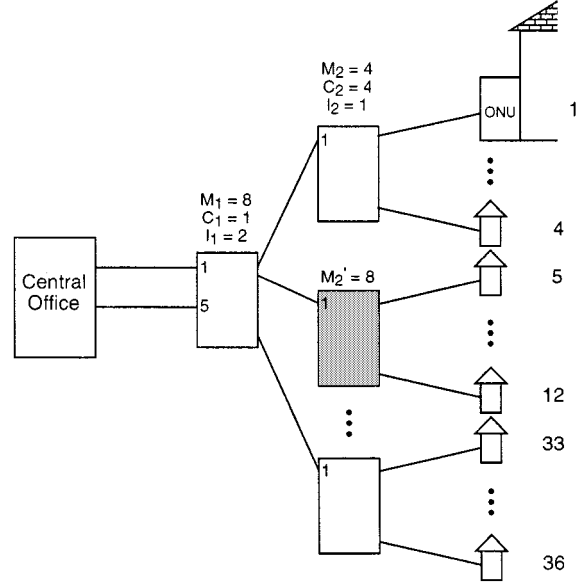 M2 = 4
C2 = 4
I2 = 1
1
ONU
1
M1 = 8
C1 = 1
I1 = 2
4
Central
Office
1
5
M2' = 8
1
5
12
33
1
36